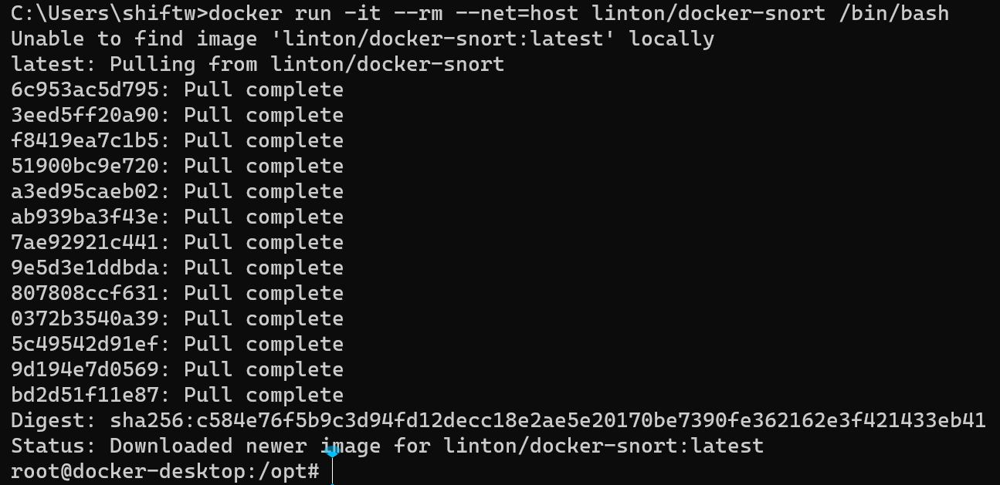 C:\Users\shiftw>docker run -it --rm --net=host linton/docker-snort /bin/bash
Unable to find image 'linton/docker-snort:latest' locally
latest: Pulling from linton/docker-snort
6c953ac5d795: Pull complete
3eed5ff20a90: Pull complete
f8419ea7c1b5: Pull complete
51900bc9e720: Pull complete
a3ed95caeb02: Pull complete
ab939ba3f43e: Pull complete
7ae92921c441: Pull complete
9e5d3e1ddbda: Pull complete
807808ccf631: Pull complete
0372b3540a39: Pull complete
5c49542d91ef: Pull complete
9d194e7d0569: Pull complete
bd2d51f11e87: Pull complete
Digest: sha256:c584e76f5b9c3d94fd12decc18e2ae5e20170be7390fe362162e3f421433eb41
Status: Downloaded newer image for linton/docker-snort:latest
root@docker-desktop:/opt#